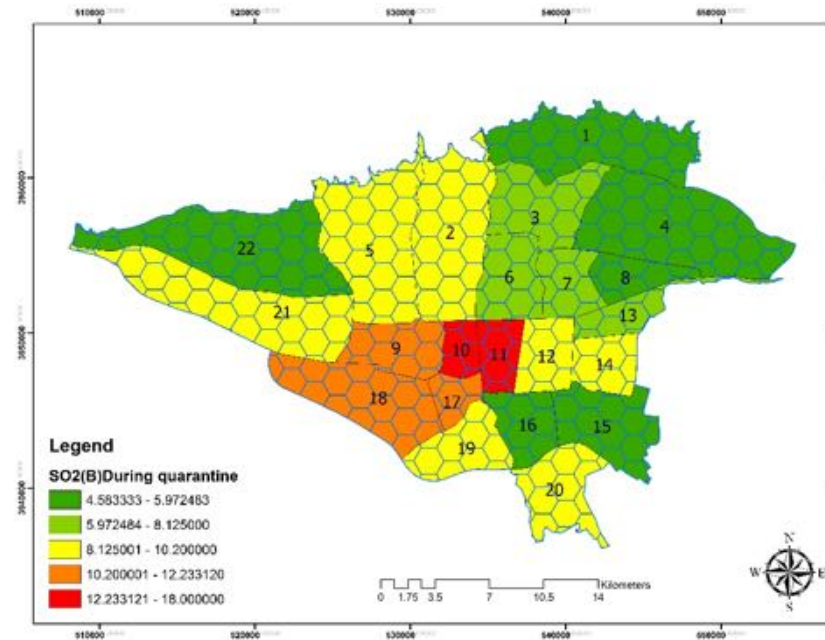 510000 520000 530000 540000 550000
3960000
3950000
3940000
1
3
4
2
5
22
6
7
8
21
13
9
10
11
12
14
18
17
16
15
19
20
Legend
SO2(B)During quarantine
4.583333 - 5.972483
5.972484 - 8.125000
8.125001 - 10.200000
10.200001 - 12.233120
12.233121 - 18.000000
Kilometers
0 1.75 3.5 7 10.5 14
N
W E
S
510000 520000 530000 540000 550000